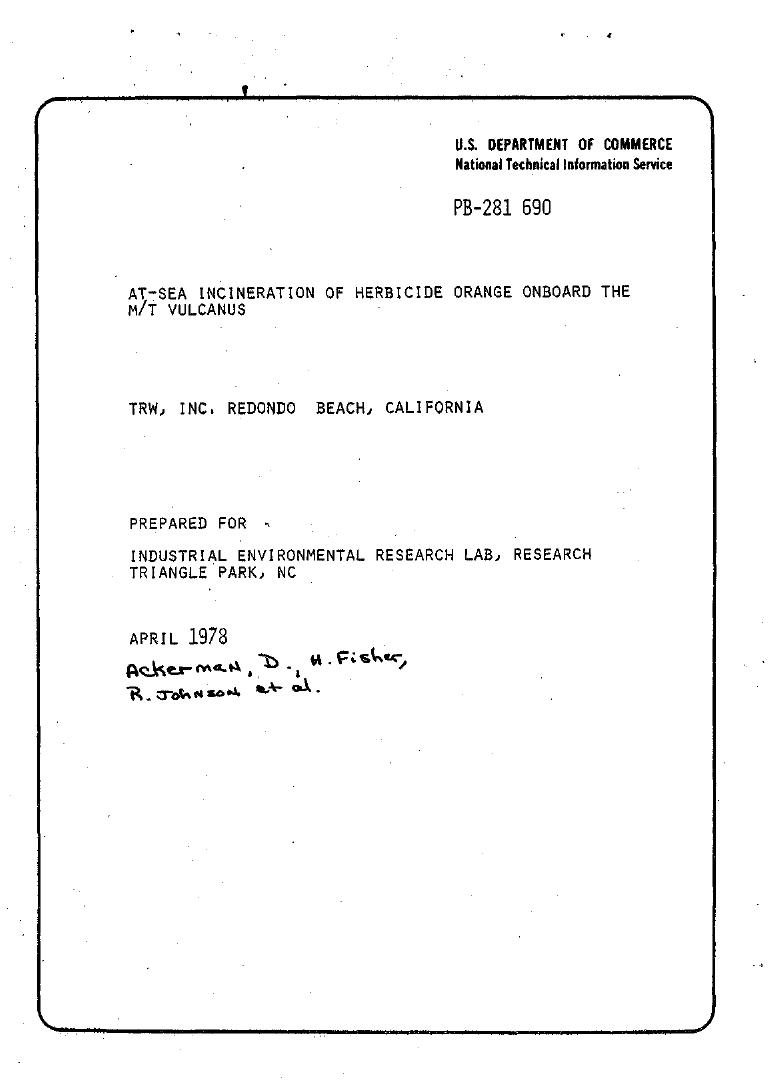 U.S. DEPARTMENT OF COMMERCE
National Technical Information Service
PB-281 690
AT-SEA INCINERATION OF HERBICIDE ORANGE ONBOARD THE
M/T VULCANUS
TRW, INC. REDONDO BEACH, CALIFORNIA
PREPARED FOR
INDUSTRIAL ENVIRONMENTAL RESEARCH LAB, RESEARCH
TRIANGLE PARK, NC
APRIL 1978
Ackerman, D., H. Fisher,
R. Johnson et al.